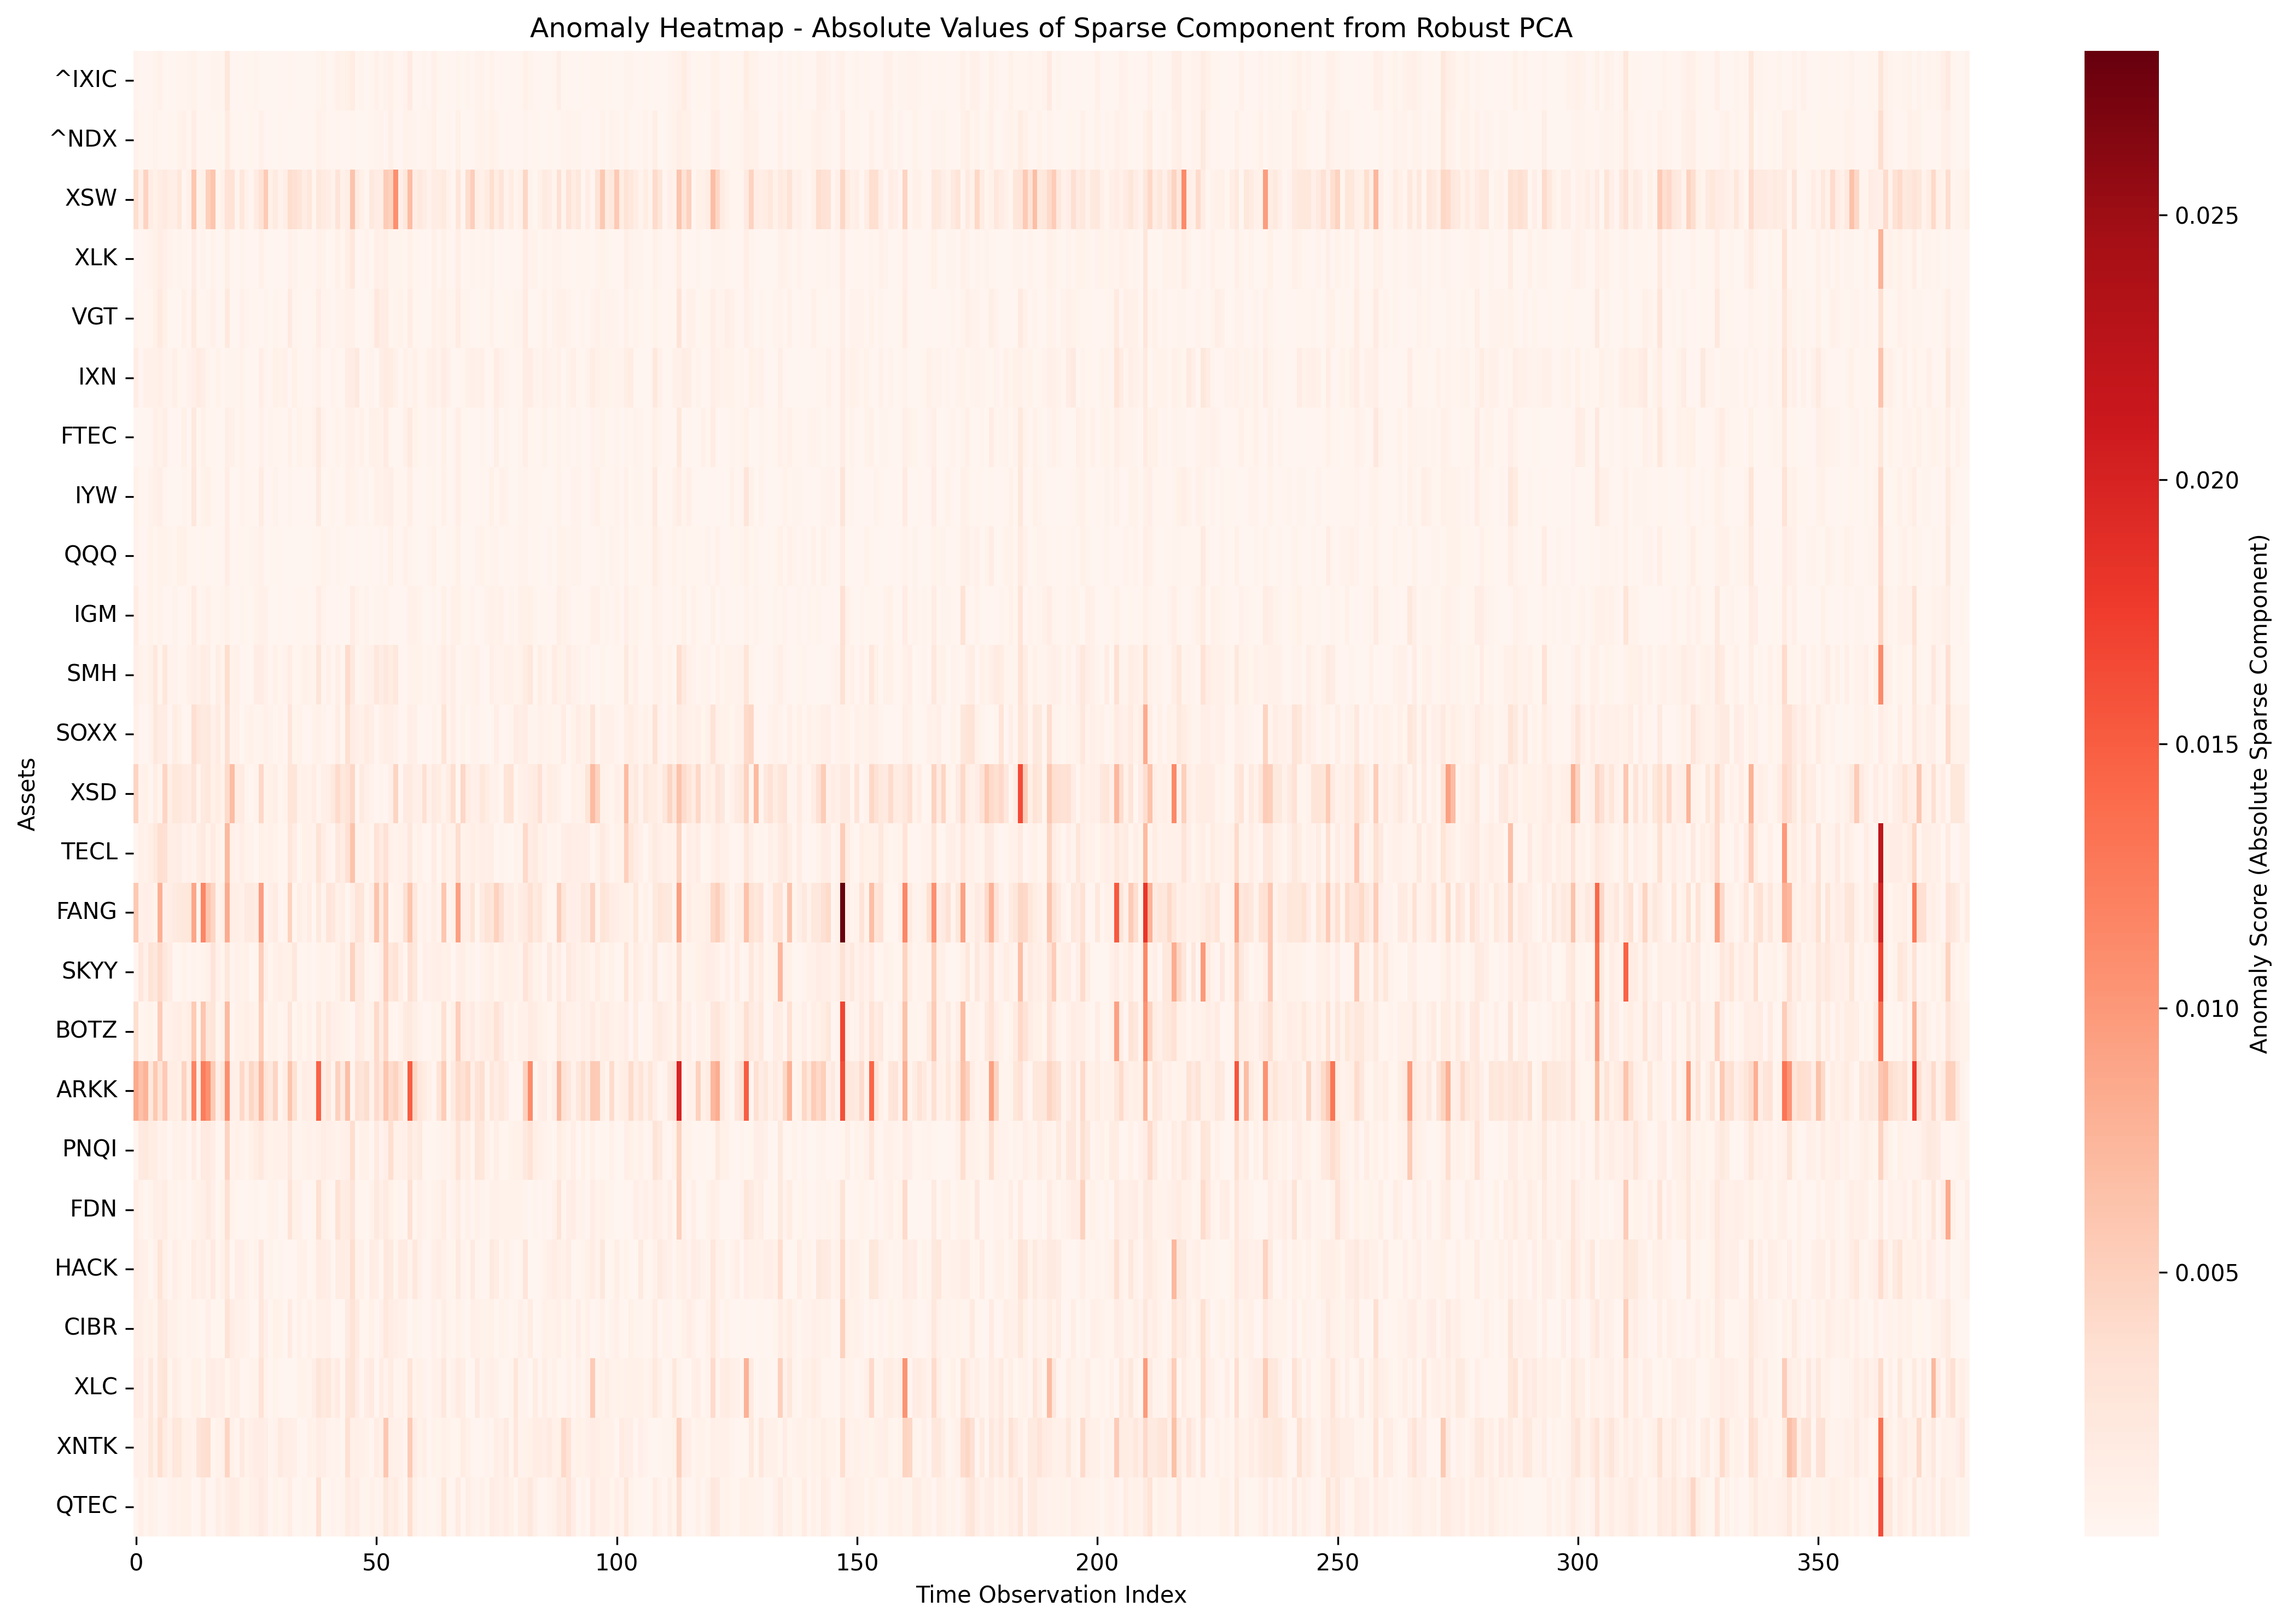 Anomaly Heatmap - Absolute Values of Sparse Component from Robust PCA
Assets
^IXIC
^NDX
XSW
XLK
VGT
IXN
FTEC
IYW
QQQ
IGM
SMH
SOXX
XSD
TECL
FANG
SKYY
BOTZ
ARKK
PNQI
FDN
HACK
CIBR
XLC
XNTK
QTEC
0 50 100 150 200 250 300 350
Time Observation Index
0.025
0.020
0.015
0.010
0.005
Anomaly Score (Absolute Sparse Component)